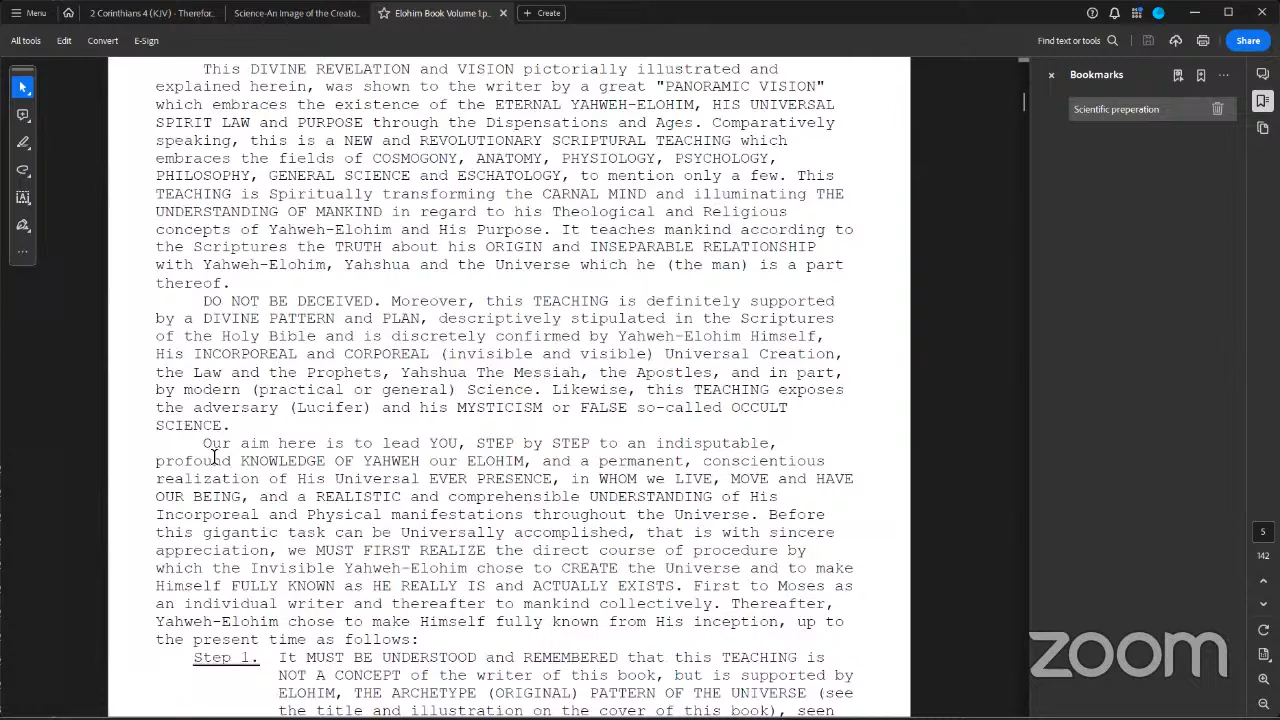 Menu
2 Corinthians 4 (KJV) - Therefor...
Science-An Image of the Creato...
Elohim Book Volume 1p...
Create
All tools
Edit
Convert
E-Sign
Find text or tools
Share
This DIVINE REVELATION and VISION pictorially illustrated and
explained herein, was shown to the writer by a great "PANORAMIC VISION"
which embraces the existence of the ETERNAL YAHWEH-ELOHIM, HIS UNIVERSAL
SPIRIT LAW and PURPOSE through the Dispensations and Ages. Comparatively
speaking, this is a NEW and REVOLUTIONARY SCRIPTURAL TEACHING which
embraces the fields of COSMOGONY, ANATOMY, PHYSIOLOGY, PSYCHOLOGY,
PHILOSOPHY, GENERAL SCIENCE and ESCHATOLOGY, to mention only a few. This
TEACHING is Spiritually transforming the CARNAL MIND and illuminating THE
UNDERSTANDING OF MANKIND in regard to his Theological and Religious
concepts of Yahweh-Elohim and His Purpose. It teaches mankind according to
the Scriptures the TRUTH about his ORIGIN and INSEPARABLE RELATIONSHIP
with Yahweh-Elohim, Yahshua and the Universe which he (the man) is a part
thereof.
DO NOT BE DECEIVED. Moreover, this TEACHING is definitely supported
by a DIVINE PATTERN and PLAN, descriptively stipulated in the Scriptures
of the Holy Bible and is discretely confirmed by Yahweh-Elohim Himself,
His INCORPOREAL and CORPOREAL (invisible and visible) Universal Creation,
the Law and the Prophets, Yahshua The Messiah, the Apostles, and in part,
by modern (practical or general) Science. Likewise, this TEACHING exposes
the adversary (Lucifer) and his MYSTICISM or FALSE so-called OCCULT
SCIENCE.
Our aim here is to lead YOU, STEP by STEP to an indisputable,
profound KNOWLEDGE OF YAHWEH our ELOHIM, and a permanent, conscientious
realization of His Universal EVER PRESENCE, in WHOM we LIVE, MOVE and HAVE
OUR BEING, and a REALISTIC and comprehensible UNDERSTANDING of His
Incorporeal and Physical manifestations throughout the Universe. Before
this gigantic task can be Universally accomplished, that is with sincere
appreciation, we MUST FIRST REALIZE the direct course of procedure by
which the Invisible Yahweh-Elohim chose to CREATE the Universe and to make
Himself FULLY KNOWN as HE REALLY IS and ACTUALLY EXISTS. First to Moses as
an individual writer and thereafter to mankind collectively. Thereafter,
Yahweh-Elohim chose to make Himself fully known from His inception, up to
the present time as follows:
Step 1. It MUST BE UNDERSTOOD and REMEMBERED that this TEACHING is
NOT A CONCEPT of the writer of this book, but is supported by
ELOHIM, THE ARCHETYPE (ORIGINAL) PATTERN OF THE UNIVERSE (see
the title and illustration on the cover of this book), seen
Bookmarks
Scientific preperation
5
142
zoom